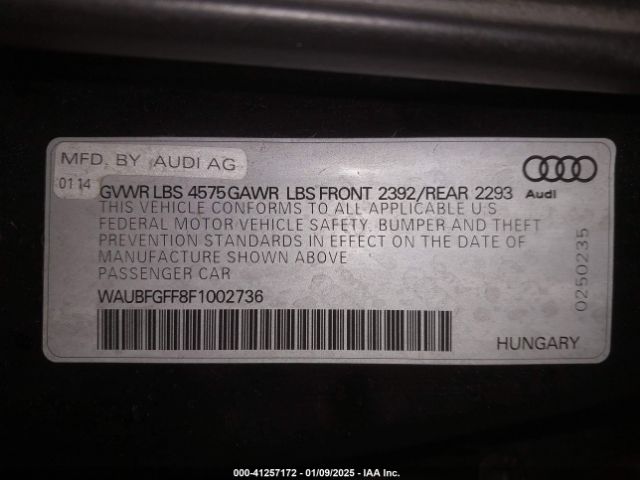 MFD. BY AUDI AG
01 14
GVWR LBS 4575 GAWR LBS FRONT 2392/REAR 2293
Audi
THIS VEHICLE CONFORMS TO ALL APPLICABLE U.S
FEDERAL MOTOR VEHICLE SAFETY, BUMPER AND THEFT
PREVENTION STANDARDS IN EFFECT ON THE DATE OF
MANUFACTURE SHOWN ABOVE
PASSENGER CAR
WAUBFGFF8F1002736
0250235
HUNGARY
000-41257172 — 01/09/2025 — IAA Inc.